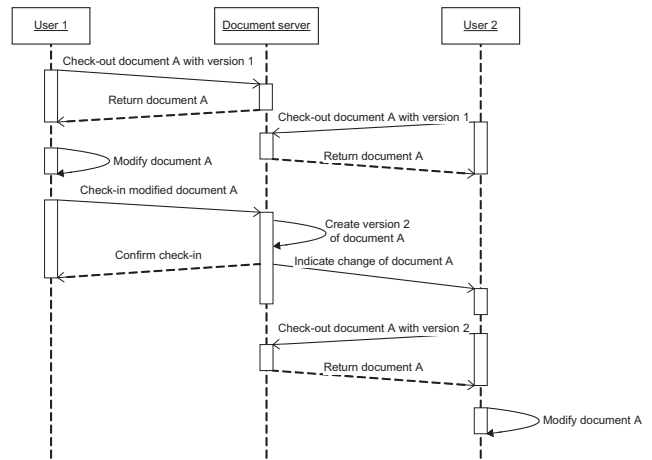 User 1
Document server
User 2
Check-out document A with version 1
Return document A
Check-out document A with version 1
Return document A
Modify document A
Check-in modified document A
Create version 2
of document A
Confirm check-in
Indicate change of document A
Check-out document A with version 2
Return document A
Modify document A